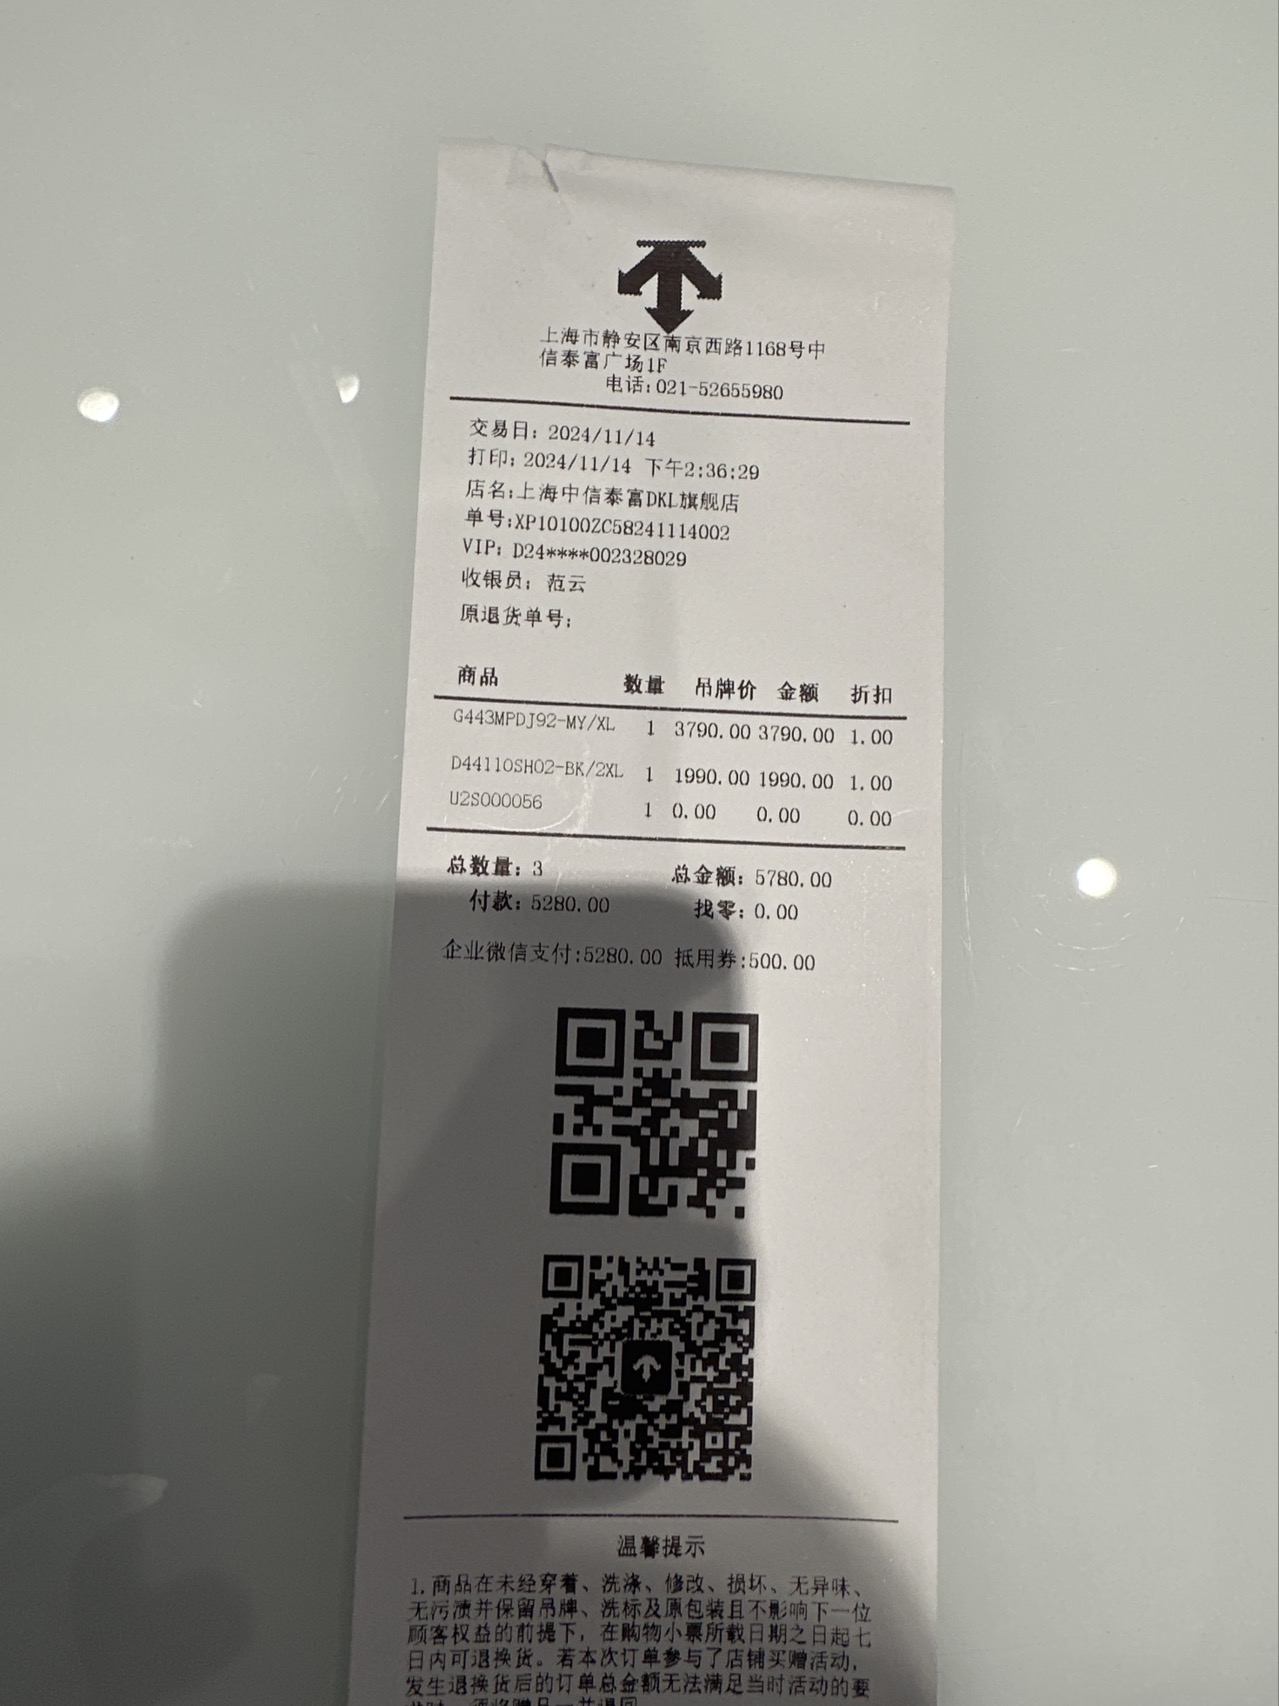 上海市静安区南京西路1168号中
信泰富广场1F
电话:021-52655980
交易日: 2024/11/14
打印: 2024/11/14 下午2:36:29
店名:上海中信泰富DKL旗舰店
单号:XP10100ZC58241114002
VIP: D24****002328029
收银员: 范云
原退货单号:
商品 数量 吊牌价 金额 折扣
G443MPDJ92-MY/XL 1 3790.00 3790.00 1.00
D44110SH02-BK/2XL 1 1990.00 1990.00 1.00
U2S000056 1 0.00 0.00 0.00
总数量: 3 总金额: 5780.00
付款: 5280.00 找零: 0.00
企业微信支付:5280.00 抵用券:500.00
温馨提示
1.商品在未经穿着、洗涤、修改、损坏、无异味、
无污渍并保留吊牌、洗标及原包装且不影响下一位
顾客权益的前提下, 在购物小票所载日期之日起七
日内可退换货。若本次订单参与了店铺买赠活动,
发生退换货后的订单总金额无法满足当时活动的要